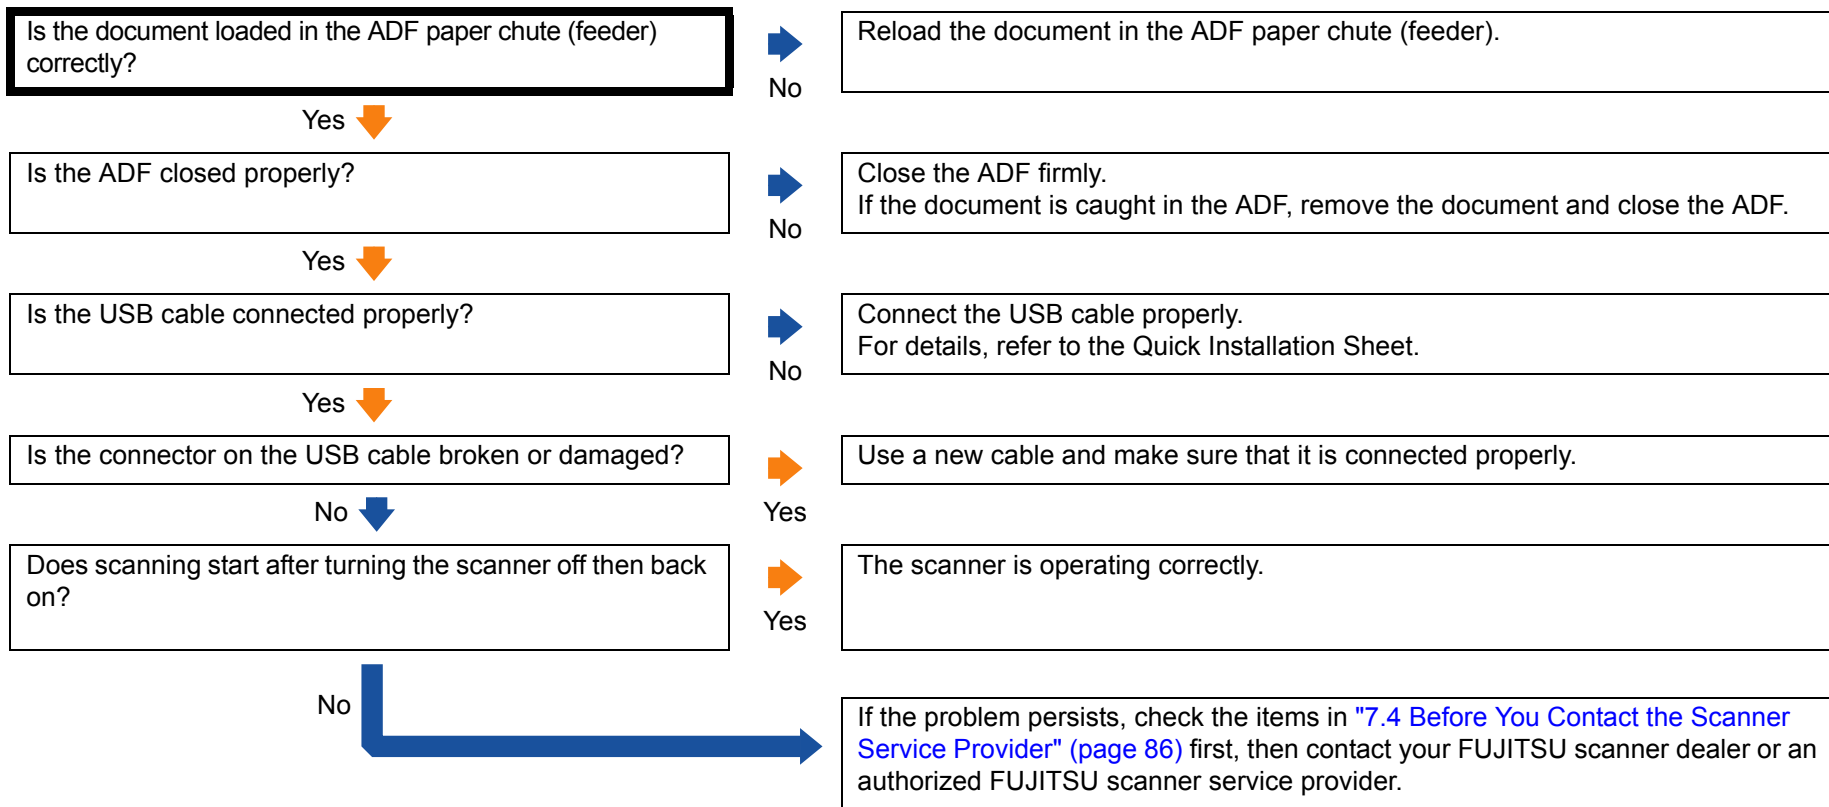 Is the document loaded in the ADF paper chute (feeder)
correctly?
No
Reload the document in the ADF paper chute (feeder).
Yes
Is the ADF closed properly?
No
Close the ADF firmly.
If the document is caught in the ADF, remove the document and close the ADF.
Yes
Is the USB cable connected properly?
No
Connect the USB cable properly.
For details, refer to the Quick Installation Sheet.
Yes
Is the connector on the USB cable broken or damaged?
Yes
Use a new cable and make sure that it is connected properly.
No
Does scanning start after turning the scanner off then back
on?
Yes
The scanner is operating correctly.
No
If the problem persists, check the items in "7.4 Before You Contact the Scanner
Service Provider" (page 86) first, then contact your FUJITSU scanner dealer or an
authorized FUJITSU scanner service provider.